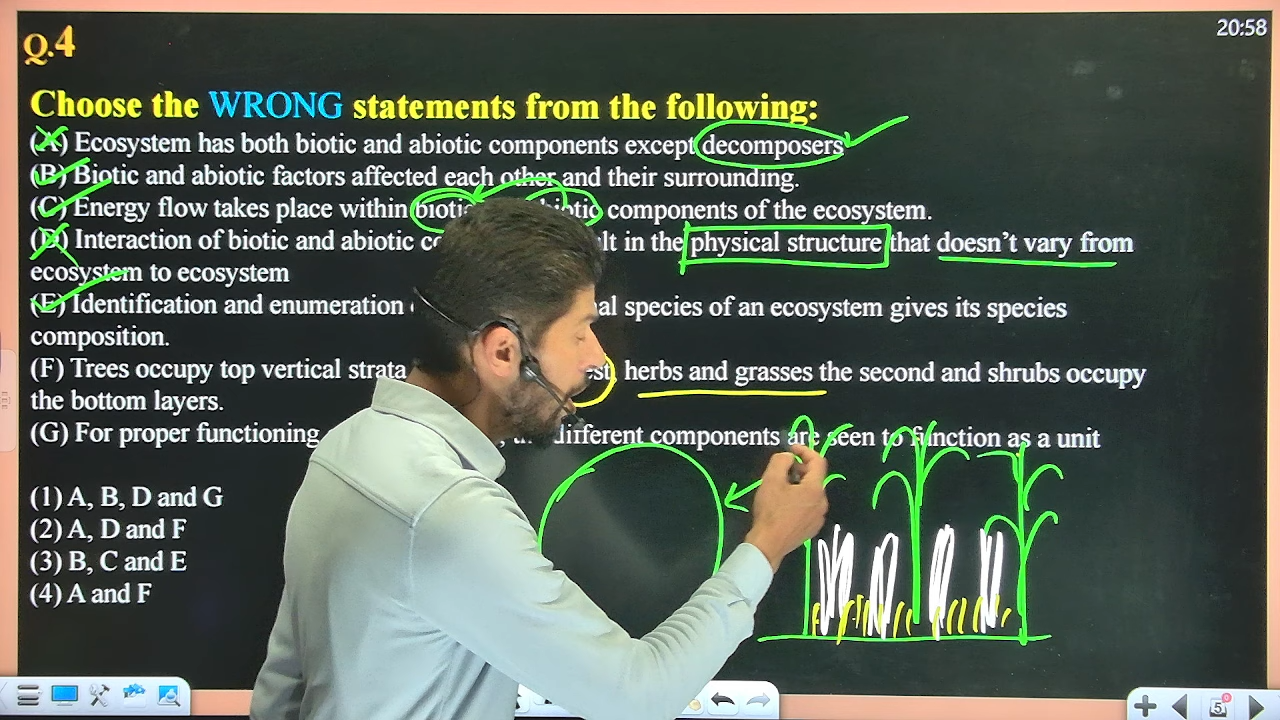 Q.4
20:58
Choose the WRONG statements from the following:
(A) Ecosystem has both biotic and abiotic components except decomposers
(B) Biotic and abiotic factors affected each other and their surrounding.
(C) Energy flow takes place within biotic components of the ecosystem.
(D) Interaction of biotic and abiotic in the physical structure that doesn't vary from
ecosystem to ecosystem
(E) Identification and enumeration species of an ecosystem gives its species
composition.
(F) Trees occupy top vertical strata herbs and grasses the second and shrubs occupy
the bottom layers.
(G) For proper functioning different components are seen to function as a unit
(1) A, B, D and G
(2) A, D and F
(3) B, C and E
(4) A and F
5